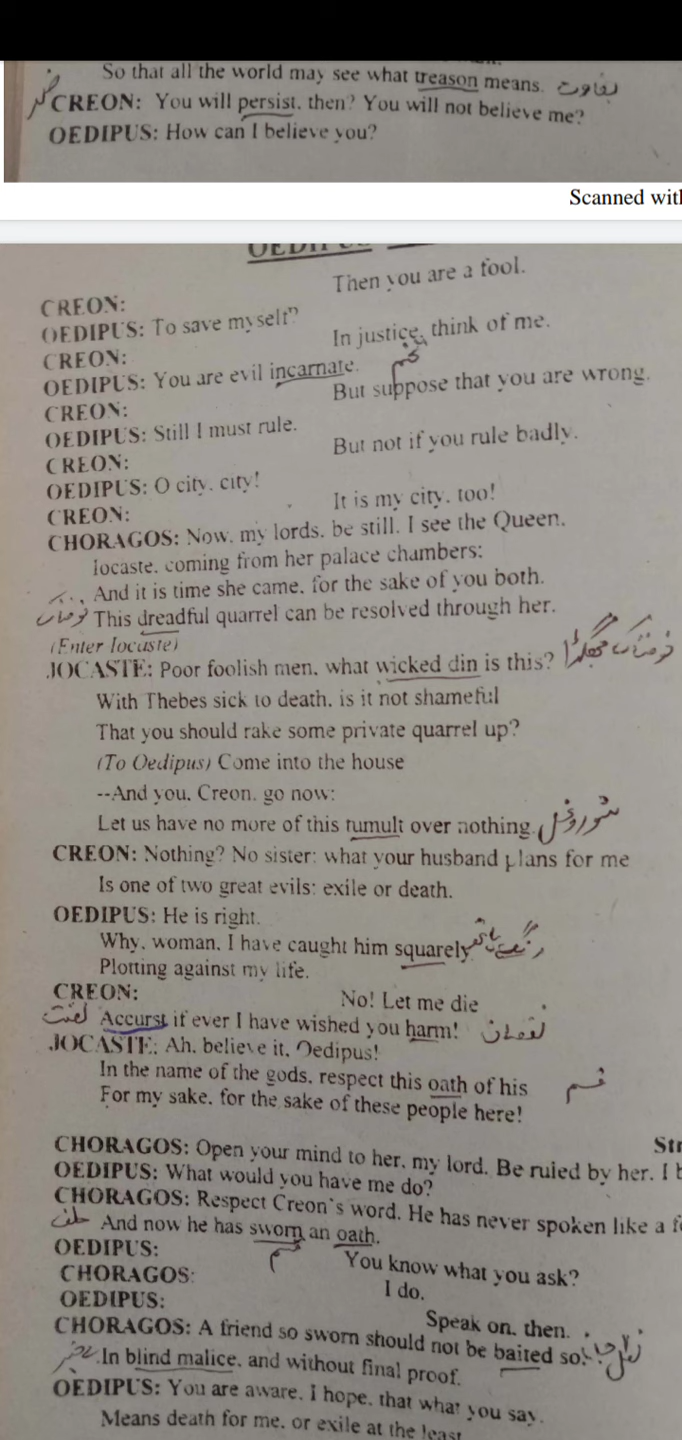 So that all the world may see what treason means. بغاوت
CREON: You will persist, then? You will not believe me?
OEDIPUS: How can I believe you?
Scanned with
Then you are a fool.
CREON:
OEDIPUS: To save myself?
In justice, think of me.
CREON:
OEDIPUS: You are evil incarnate.
But suppose that you are wrong.
CREON:
OEDIPUS: Still I must rule.
But not if you rule badly.
CREON:
OEDIPUS: O city, city!
It is my city, too!
CREON:
CHORAGOS: Now, my lords, be still. I see the Queen,
Iocaste, coming from her palace chambers:
And it is time she came, for the sake of you both.
This dreadful quarrel can be resolved through her.
(Enter Iocaste)
JOCASTE: Poor foolish men, what wicked din is this?
With Thebes sick to death, is it not shameful
That you should rake some private quarrel up?
(To Oedipus) Come into the house
--And you, Creon, go now:
Let us have no more of this tumult over nothing. شوروغل
CREON: Nothing? No sister: what your husband plans for me
Is one of two great evils: exile or death.
OEDIPUS: He is right.
Why, woman, I have caught him squarely
Plotting against my life.
CREON:
No! Let me die
لعنت Accurst if ever I have wished you harm! نقصان
JOCASTE: Ah, believe it, Oedipus!
In the name of the gods, respect this oath of his قسم
For my sake, for the sake of these people here!
CHORAGOS: Open your mind to her, my lord. Be ruled by her. I
OEDIPUS: What would you have me do?
CHORAGOS: Respect Creon's word. He has never spoken like a
حلف And now he has sworn an oath.
قسم
OEDIPUS:
You know what you ask?
CHORAGOS:
I do.
OEDIPUS:
Speak on, then.
CHORAGOS: A friend so sworn should not be baited so.
In blind malice, and without final proof.
OEDIPUS: You are aware, I hope, that what you say.
Means death for me, or exile at the least